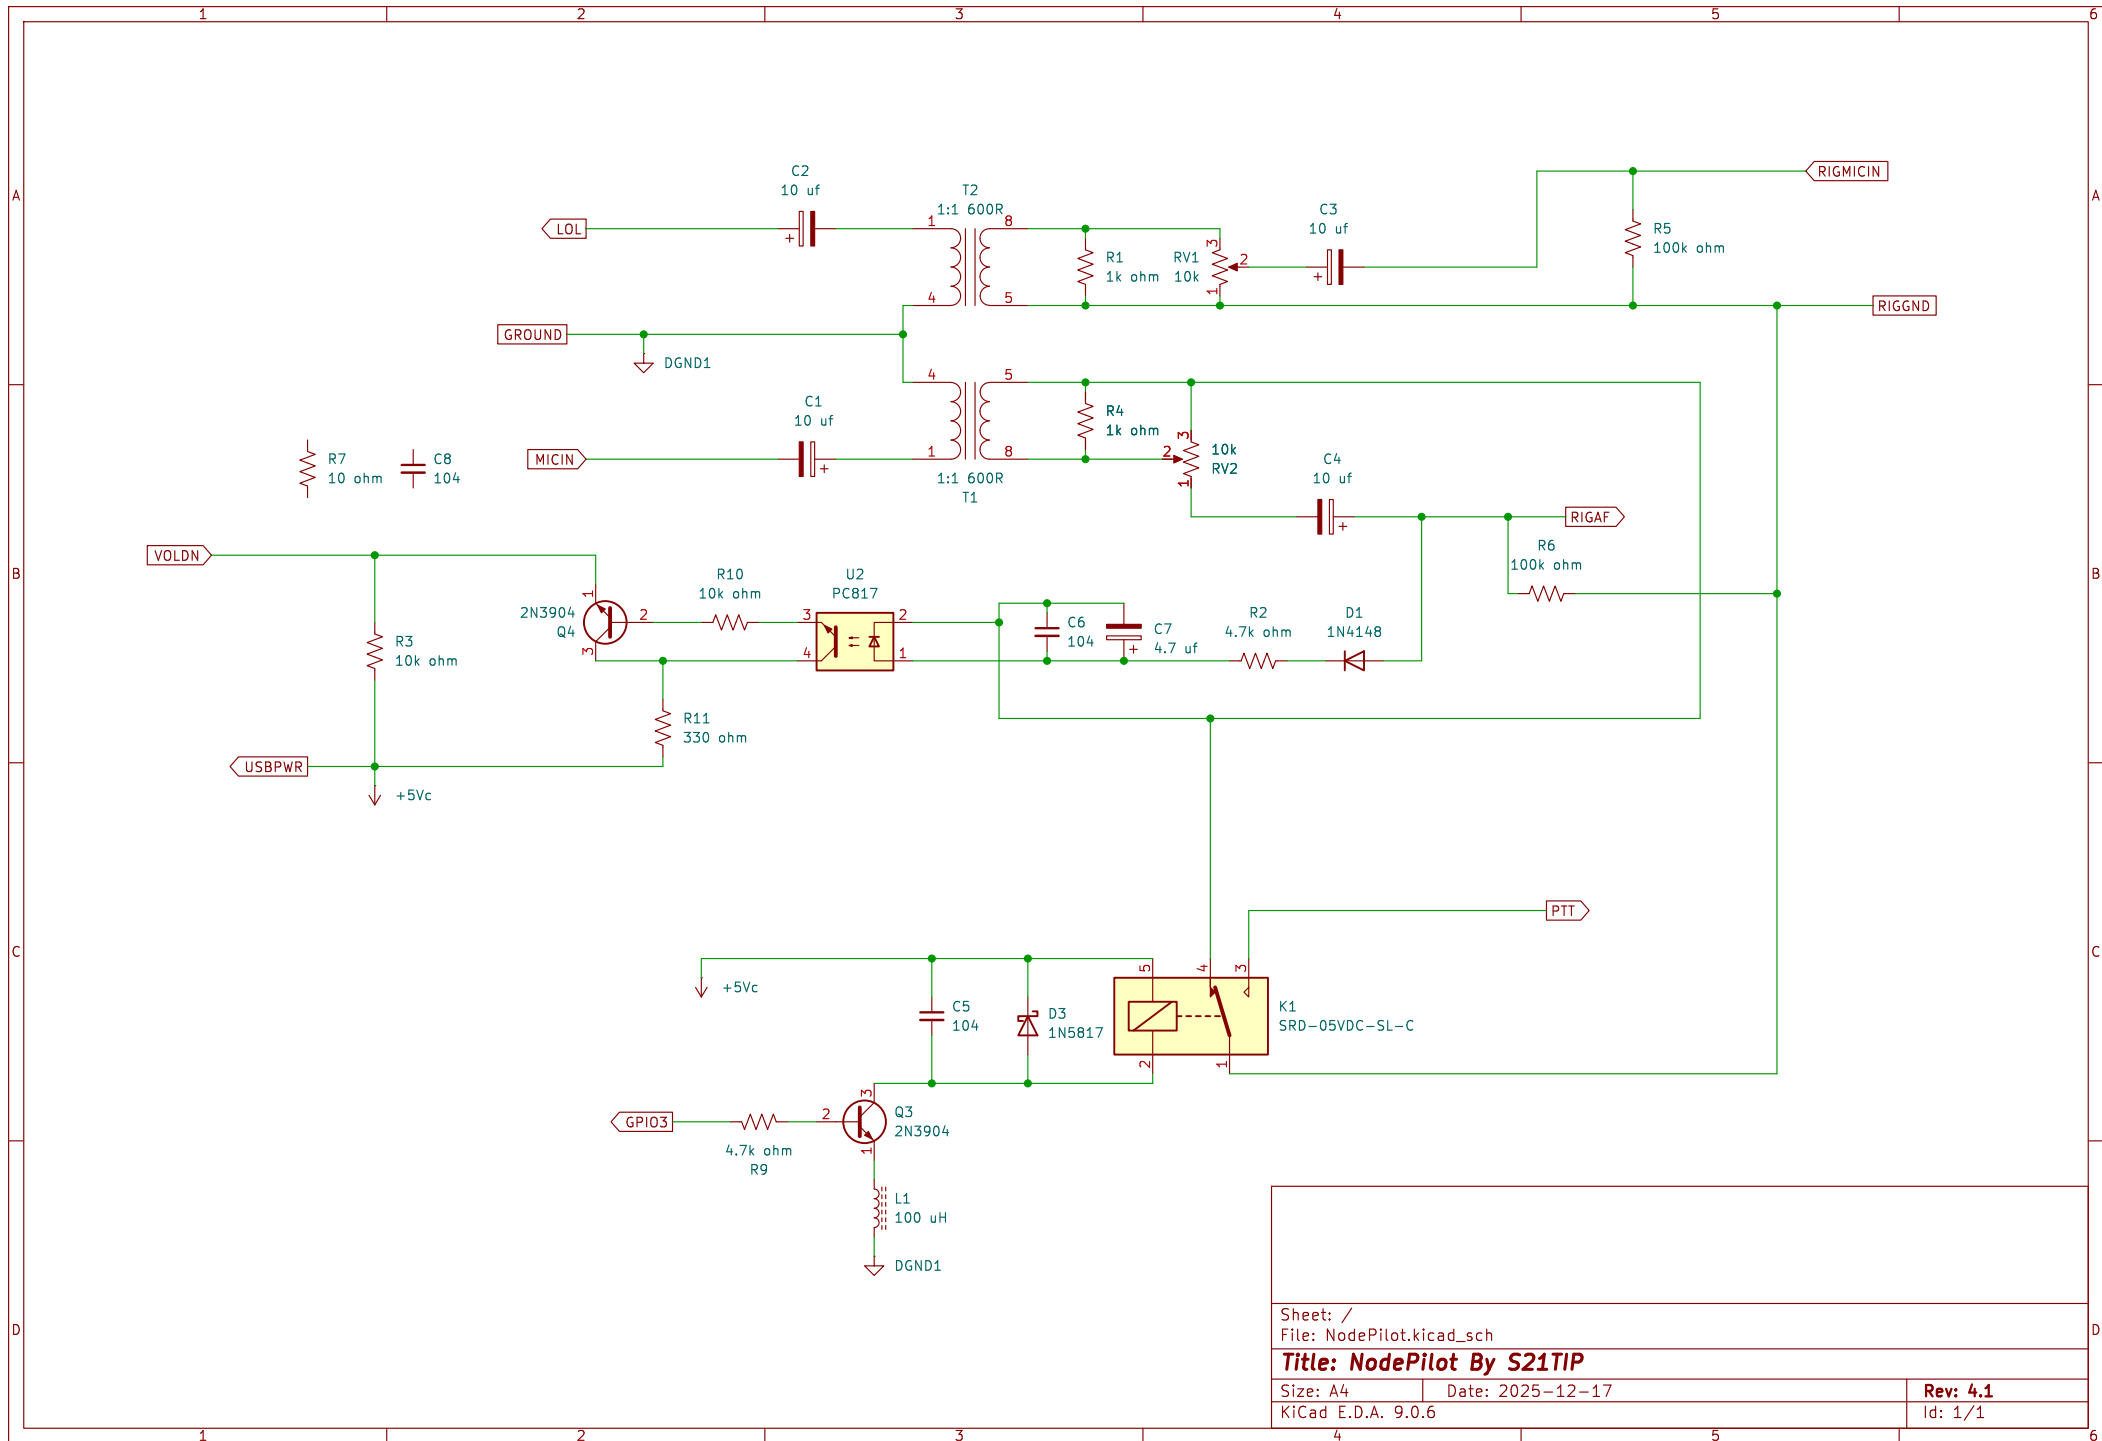 1 2 3 4 5 6
A A
C2
10 uf
T2
1:1 600R
LOL
+
1 8
4 5
R1
1k ohm
RV1
10k
3
2
1
C3
10 uf
+
RIGMICIN
R5
100k ohm
RIGGND
GROUND
DGND1
4 5
1 8
C1
10 uf
MICIN
+
1:1 600R
T1
R4
1k ohm
3
2
1
10k
RV2
R7
10 ohm
C8
104
C4
10 uf
+
RIGAF
R6
100k ohm
VOLDN
B B
R10
10k ohm
U2
PC817
2N3904
Q4
1
2
3
3 2
4 1
C6
104
C7
4.7 uf
+
R2
4.7k ohm
D1
1N4148
R3
10k ohm
R11
330 ohm
USBPWR
+5Vc
PTT
C C
+5Vc
C5
104
D3
1N5817
5 4 3
2 1
K1
SRD-05VDC-SL-C
GPIO3
4.7k ohm
R9
3
2
1
Q3
2N3904
L1
100 uH
DGND1
D D
Sheet: /
File: NodePilot.kicad_sch
Title: NodePilot By S21TIP
Size: A4 Date: 2025-12-17 Rev: 4.1
KiCad E.D.A. 9.0.6 Id: 1/1
1 2 3 4 5 6